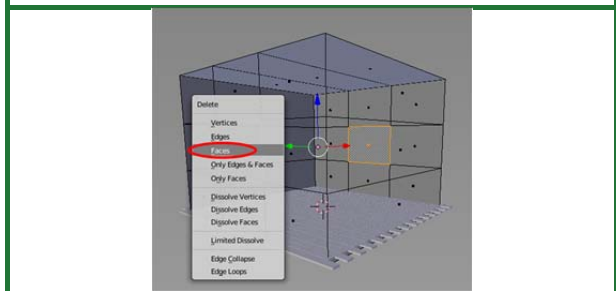 Delete
Vertices
Edges
Faces
Only Edges & Faces
Only Faces
Dissolve Vertices
Dissolve Edges
Dissolve Faces
Limited Dissolve
Edge Collapse
Edge Loops